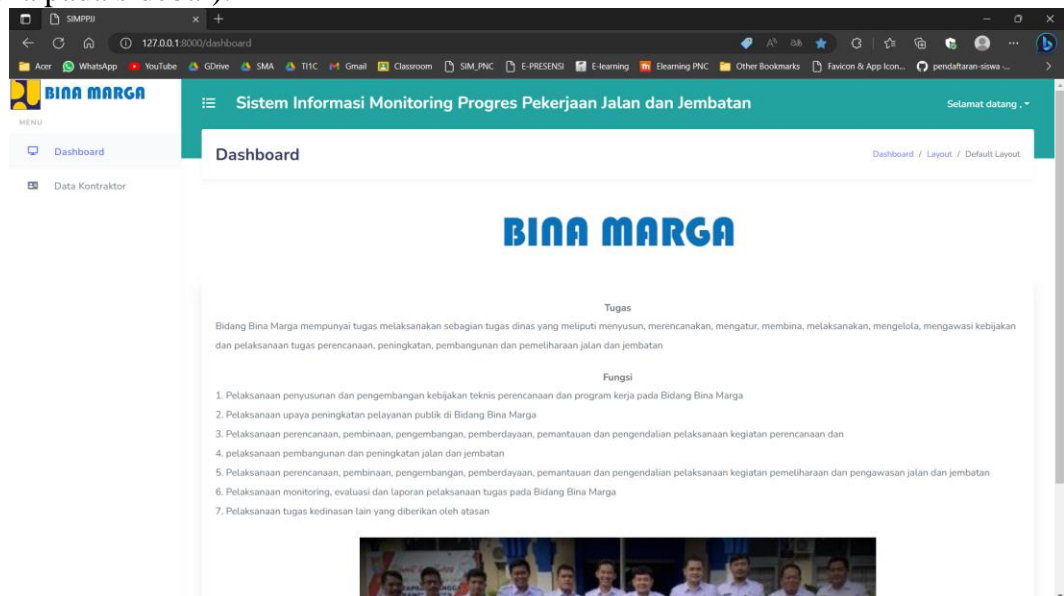 SIMPPJJ
127.0.0.1:8000/dashboard
Acer WhatsApp YouTube GDrive SMA TI1C Gmail Classroom SIM_PNC E-PRESENSI E-learning Elearning PNC Other Bookmarks Favicon & App Icon... pendaftaran-siswa -...
BINA MARGA
Sistem Informasi Monitoring Progres Pekerjaan Jalan dan Jembatan
Selamat datang ,
MENU
Dashboard
Data Kontraktor
Dashboard
Dashboard / Layout / Default Layout
BINA MARGA
Tugas
Bidang Bina Marga mempunyai tugas melaksanakan sebagian tugas dinas yang meliputi menyusun, merencanakan, mengatur, membina, melaksanakan, mengelola, mengawasi kebijakan
dan pelaksanaan tugas perencanaan, peningkatan, pembangunan dan pemeliharaan jalan dan jembatan
Fungsi
1. Pelaksanaan penyusunan dan pengembangan kebijakan teknis perencanaan dan program kerja pada Bidang Bina Marga
2. Pelaksanaan upaya peningkatan pelayanan publik di Bidang Bina Marga
3. Pelaksanaan perencanaan, pembinaan, pengembangan, pemberdayaan, pemantauan dan pengendalian pelaksanaan kegiatan perencanaan dan
4. pelaksanaan pembangunan dan peningkatan jalan dan jembatan
5. Pelaksanaan perencanaan, pembinaan, pengembangan, pemberdayaan, pemantauan dan pengendalian pelaksanaan kegiatan pemeliharaan dan pengawasan jalan dan jembatan
6. Pelaksanaan monitoring, evaluasi dan laporan pelaksanaan tugas pada Bidang Bina Marga
7. Pelaksanaan tugas kedinasan lain yang diberikan oleh atasan